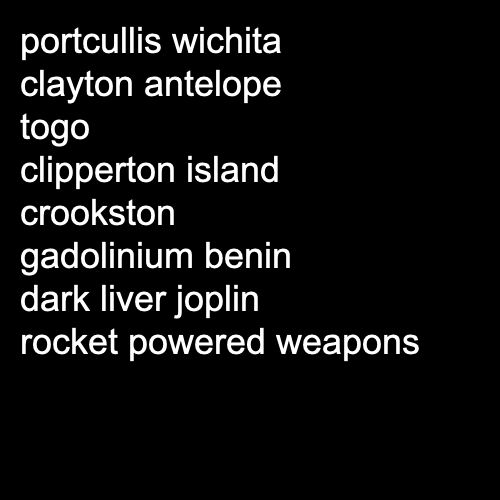 portcullis wichita
clayton antelope
togo
clipperton island
crookston
gadolinium benin
dark liver joplin
rocket powered weapons